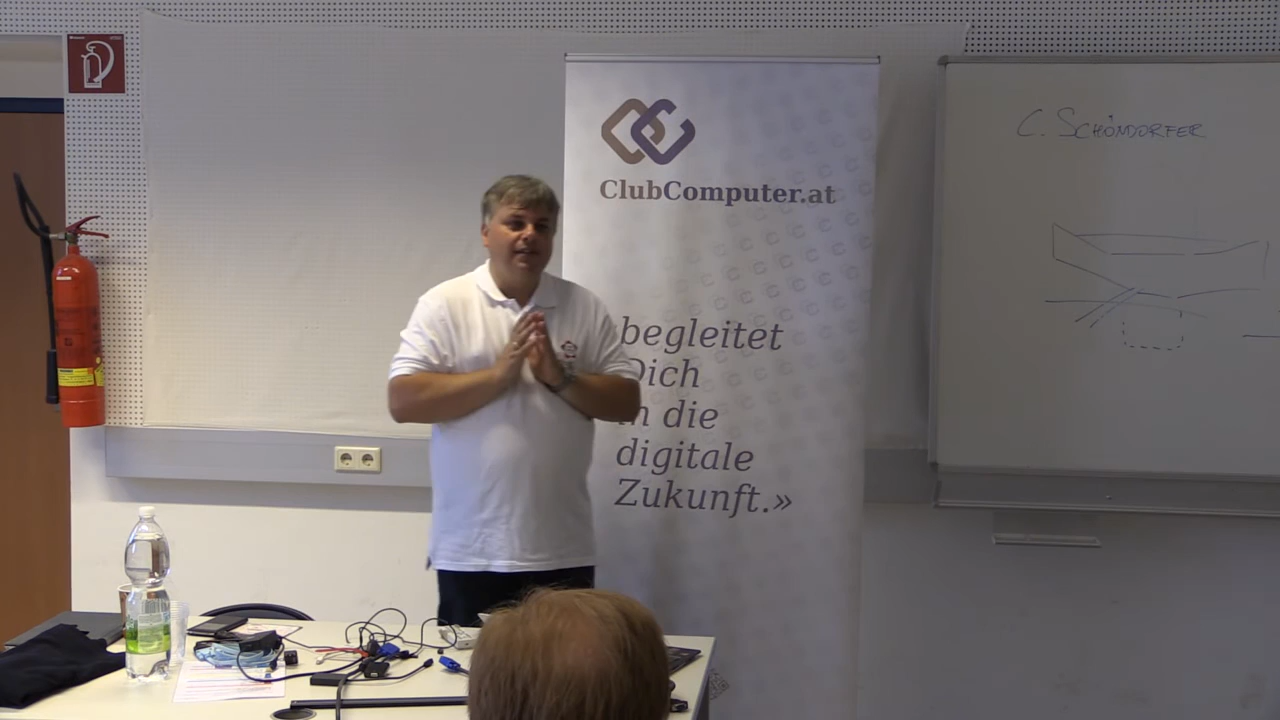 ClubComputer.at
begleitet
Dich
in die
digitale
Zukunft.»
C. SCHÖNDORFER